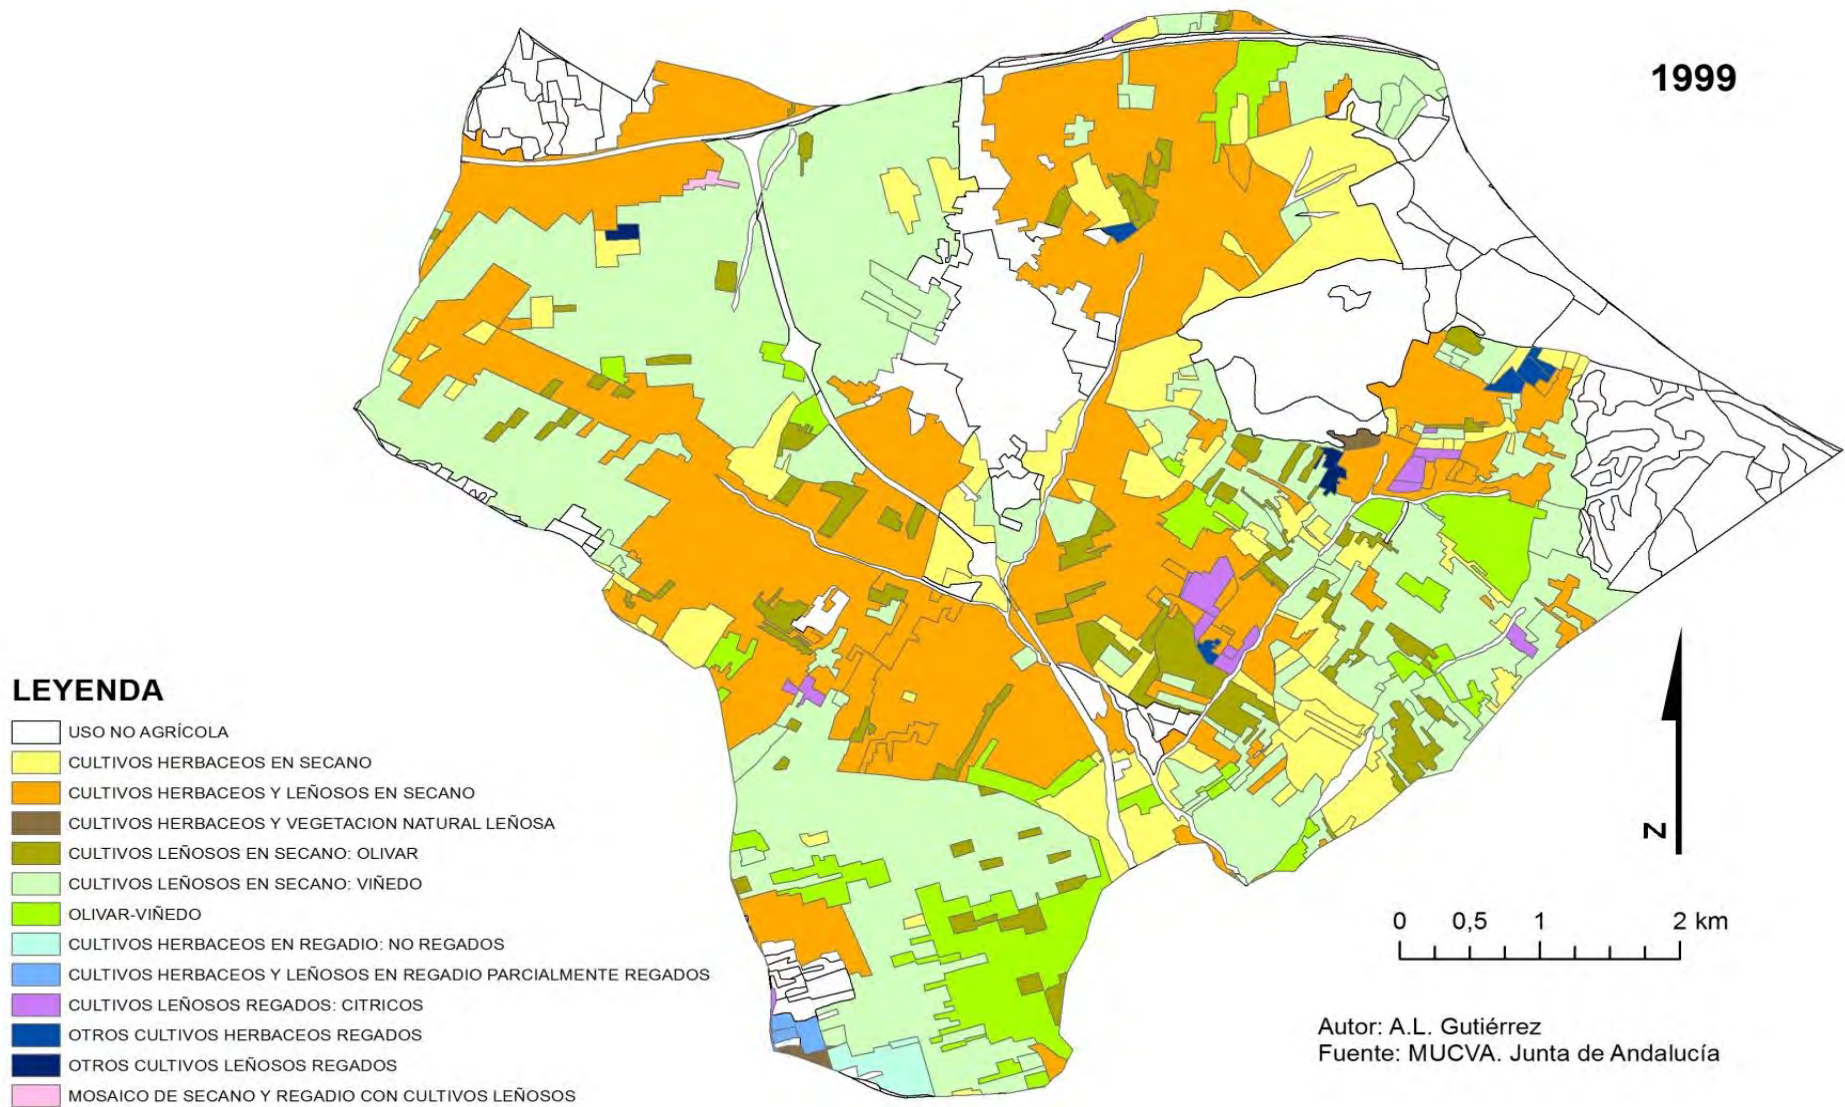 1999
LEYENDA
USO NO AGRÍCOLA
CULTIVOS HERBACEOS EN SECANO
CULTIVOS HERBACEOS Y LEÑOSOS EN SECANO
CULTIVOS HERBACEOS Y VEGETACION NATURAL LEÑOSA
CULTIVOS LEÑOSOS EN SECANO: OLIVAR
CULTIVOS LEÑOSOS EN SECANO: VIÑEDO
OLIVAR-VIÑEDO
CULTIVOS HERBACEOS EN REGADIO: NO REGADOS
CULTIVOS HERBACEOS Y LEÑOSOS EN REGADIO PARCIALMENTE REGADOS
CULTIVOS LEÑOSOS REGADOS: CITRICOS
OTROS CULTIVOS HERBACEOS REGADOS
OTROS CULTIVOS LEÑOSOS REGADOS
MOSAICO DE SECANO Y REGADIO CON CULTIVOS LEÑOSOS
N
0 0,5 1 2 km
Autor: A.L. Gutiérrez
Fuente: MUCVA. Junta de Andalucía